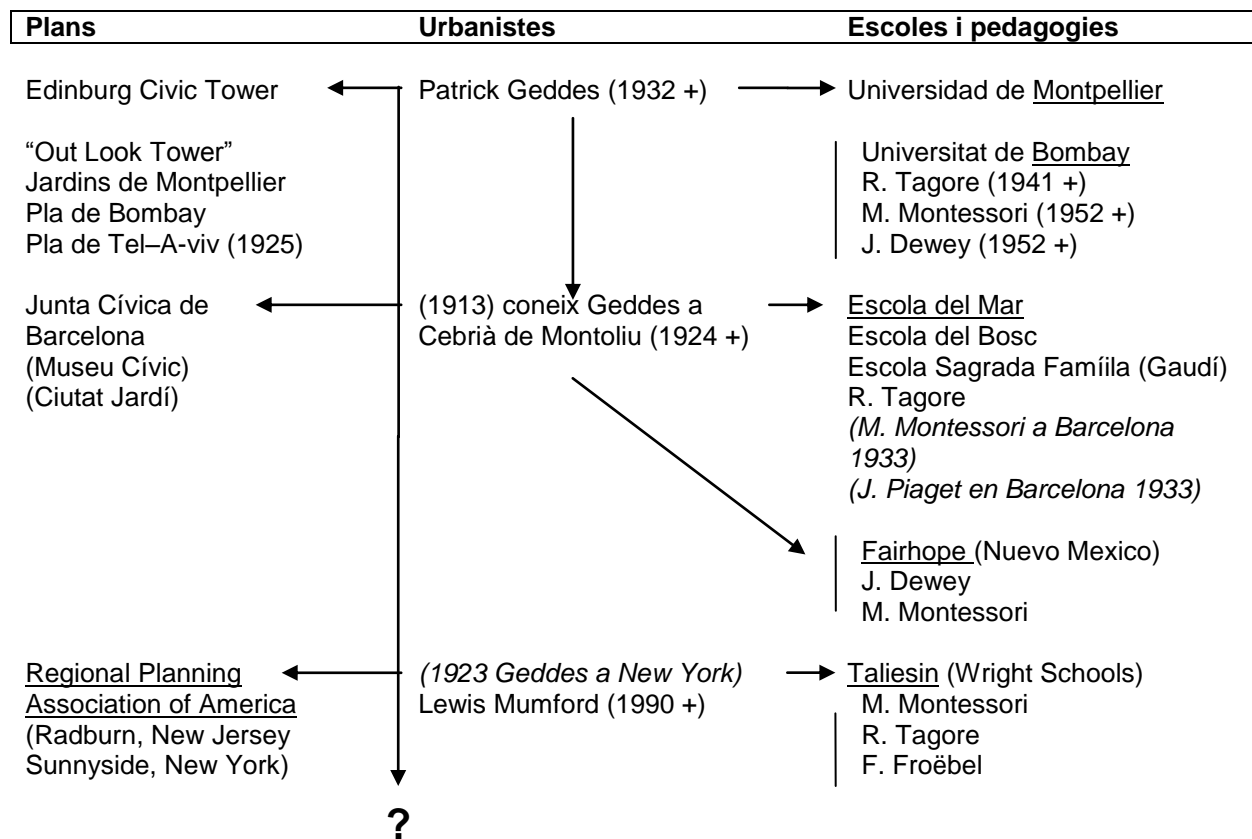 Plans Urbanistes Escoles i pedagogies
Edinburg Civic Tower Patrick Geddes (1932 +) Universidad de Montpellier
“Out Look Tower” Universitat de Bombay
Jardins de Montpellier R. Tagore (1941 +)
Pla de Bombay M. Montessori (1952 +)
Pla de Tel–A-viv (1925) J. Dewey (1952 +)
Junta Cívica de (1913) coneix Geddes a Escola del Mar
Barcelona Cebrià de Montoliu (1924 +) Escola del Bosc
(Museu Cívic) Escola Sagrada Famíila (Gaudí)
(Ciutat Jardí) R. Tagore
(M. Montessori a Barcelona
1933)
(J. Piaget en Barcelona 1933)
Fairhope (Nuevo Mexico)
J. Dewey
M. Montessori
Regional Planning (1923 Geddes a New York) Taliesin (Wright Schools)
Association of America Lewis Mumford (1990 +) M. Montessori
(Radburn, New Jersey R. Tagore
Sunnyside, New York) F. Froëbel
?